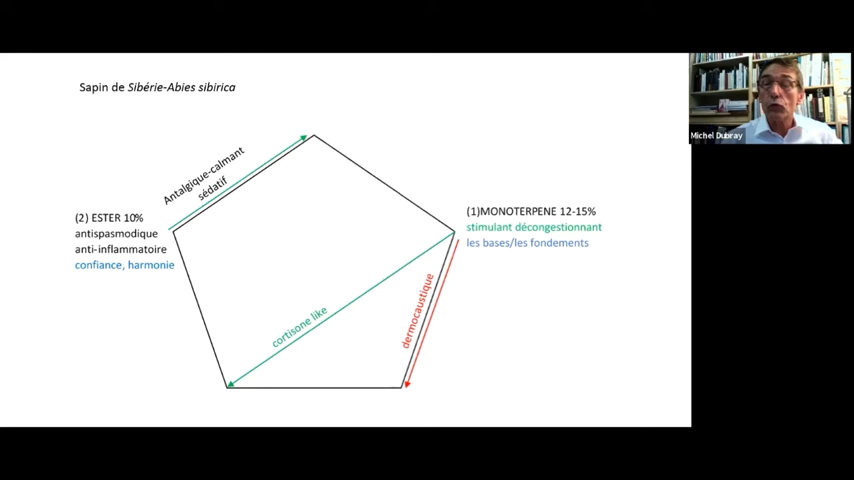 Sapin de Sibérie-Abies sibirica
Michel Dubray
Antalgique-calmant
sédatif
(2) ESTER 10%
antispasmodique
anti-inflammatoire
confiance, harmonie
(1)MONOTERPENE 12-15%
stimulant décongestionnant
les bases/les fondements
cortisone like
dermocaustique